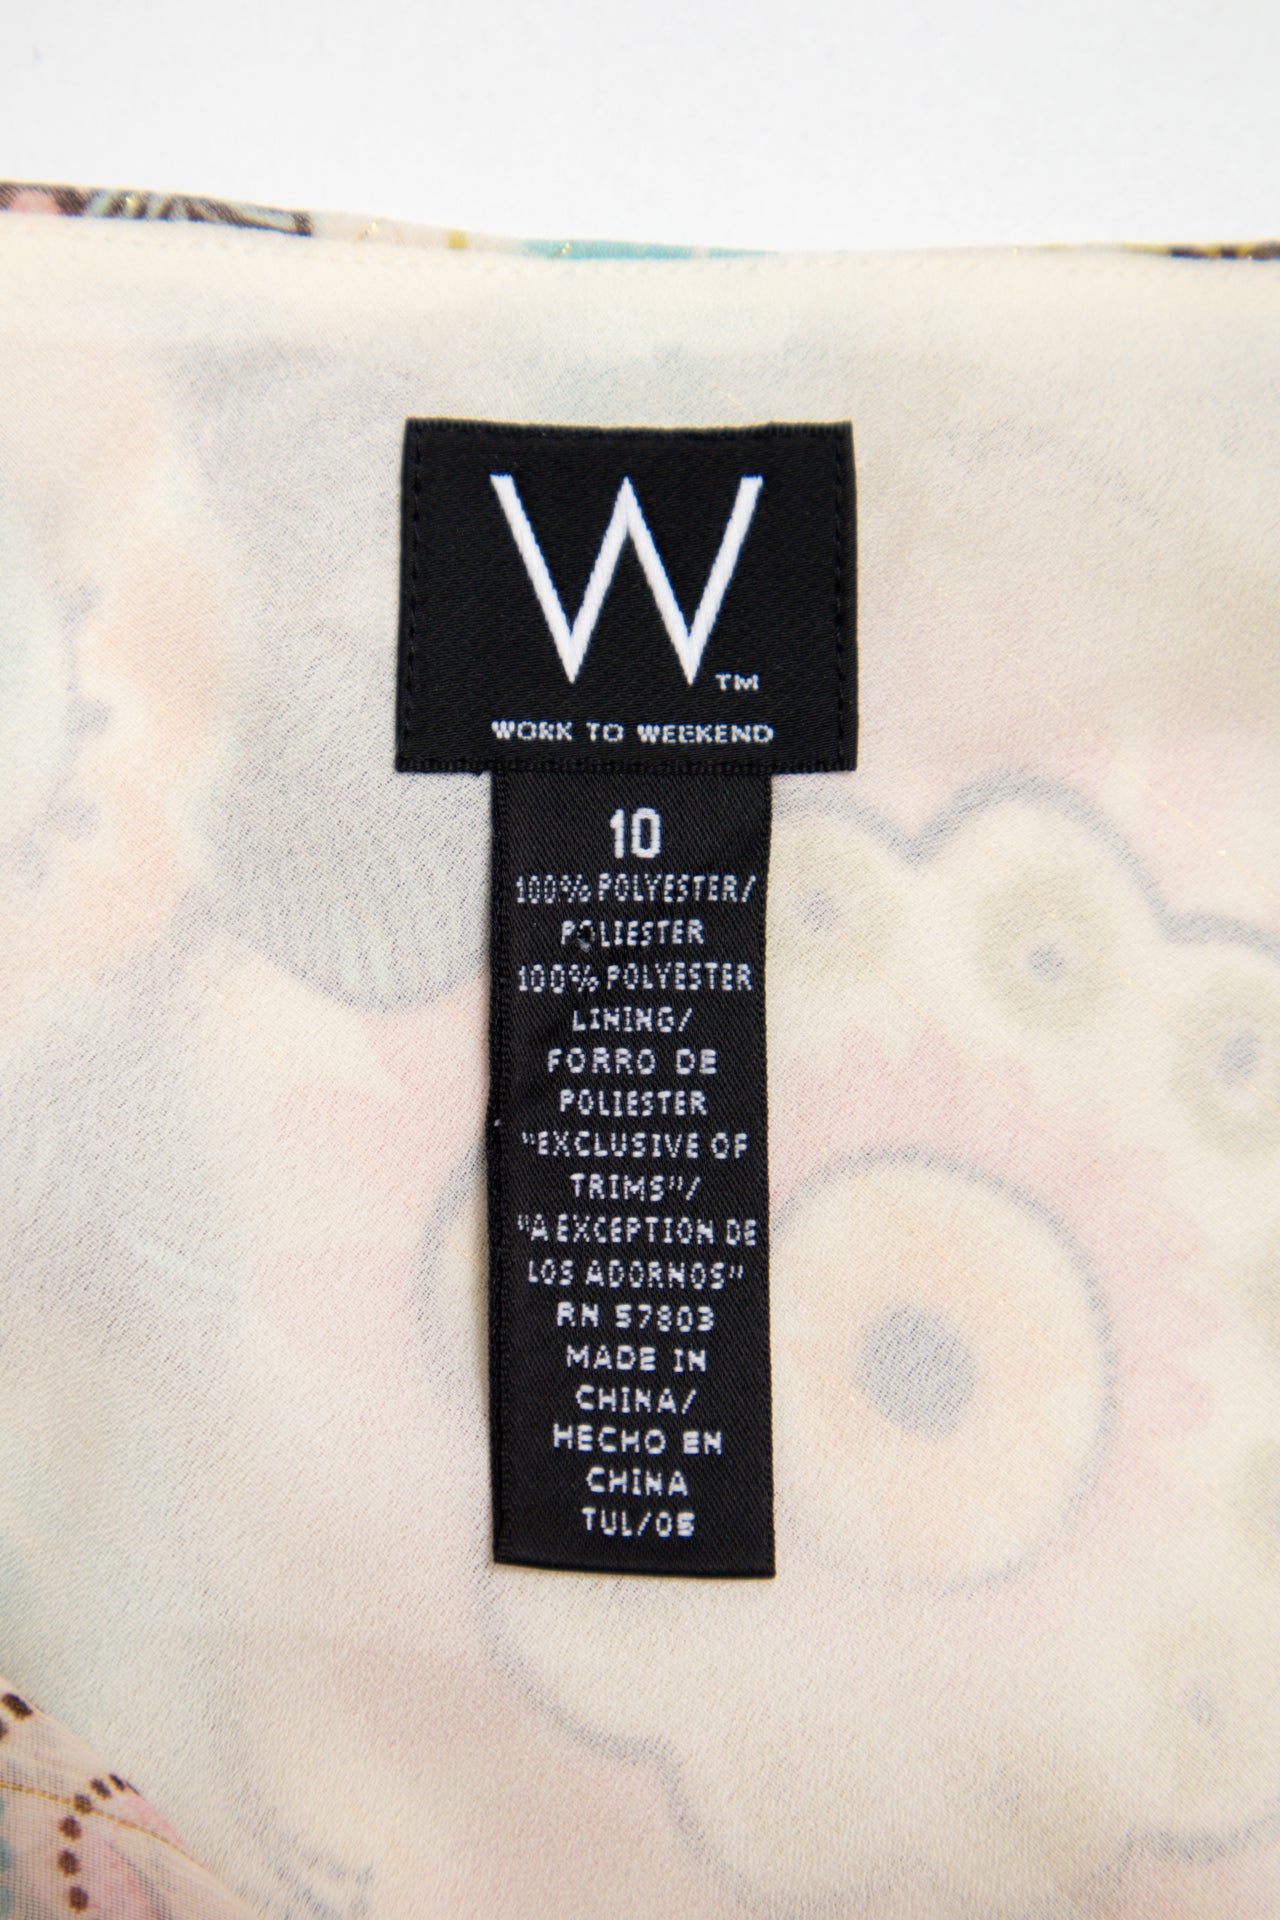 W™
WORK TO WEEKEND
10
100% POLYESTER/
POLIESTER
100% POLYESTER
LINING/
FORRO DE
POLIESTER
"EXCLUSIVE OF
TRIMS"/
"A EXCEPTION DE
LOS ADORNOS"
RN 57803
MADE IN
CHINA/
HECHO EN
CHINA
TUL/05